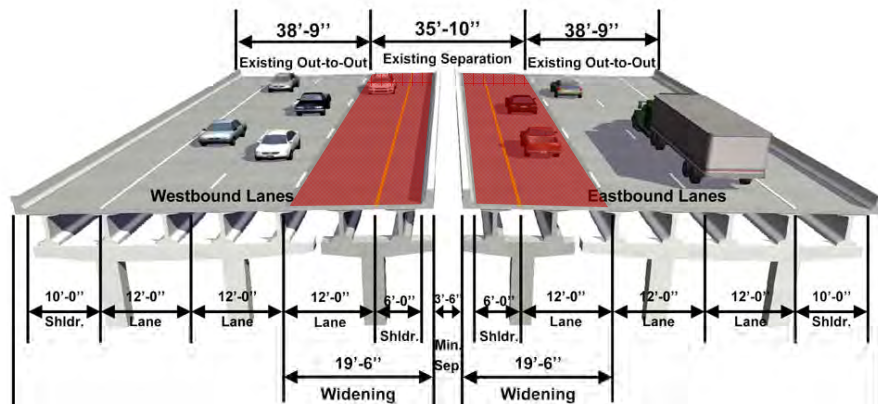 38'-9" 35'-10" 38'-9"
Existing Out-to-Out Existing Separation Existing Out-to-Out
Westbound Lanes Eastbound Lanes
10'-0" 12'-0" 12'-0" 12'-0" 6'-0" 3'-6" 6'-0" 12'-0" 12'-0" 12'-0" 10'-0"
Shldr. Lane Lane Lane Shldr. Min. Sep. Shldr. Lane Lane Lane Shldr.
19'-6" 19'-6"
Widening Widening